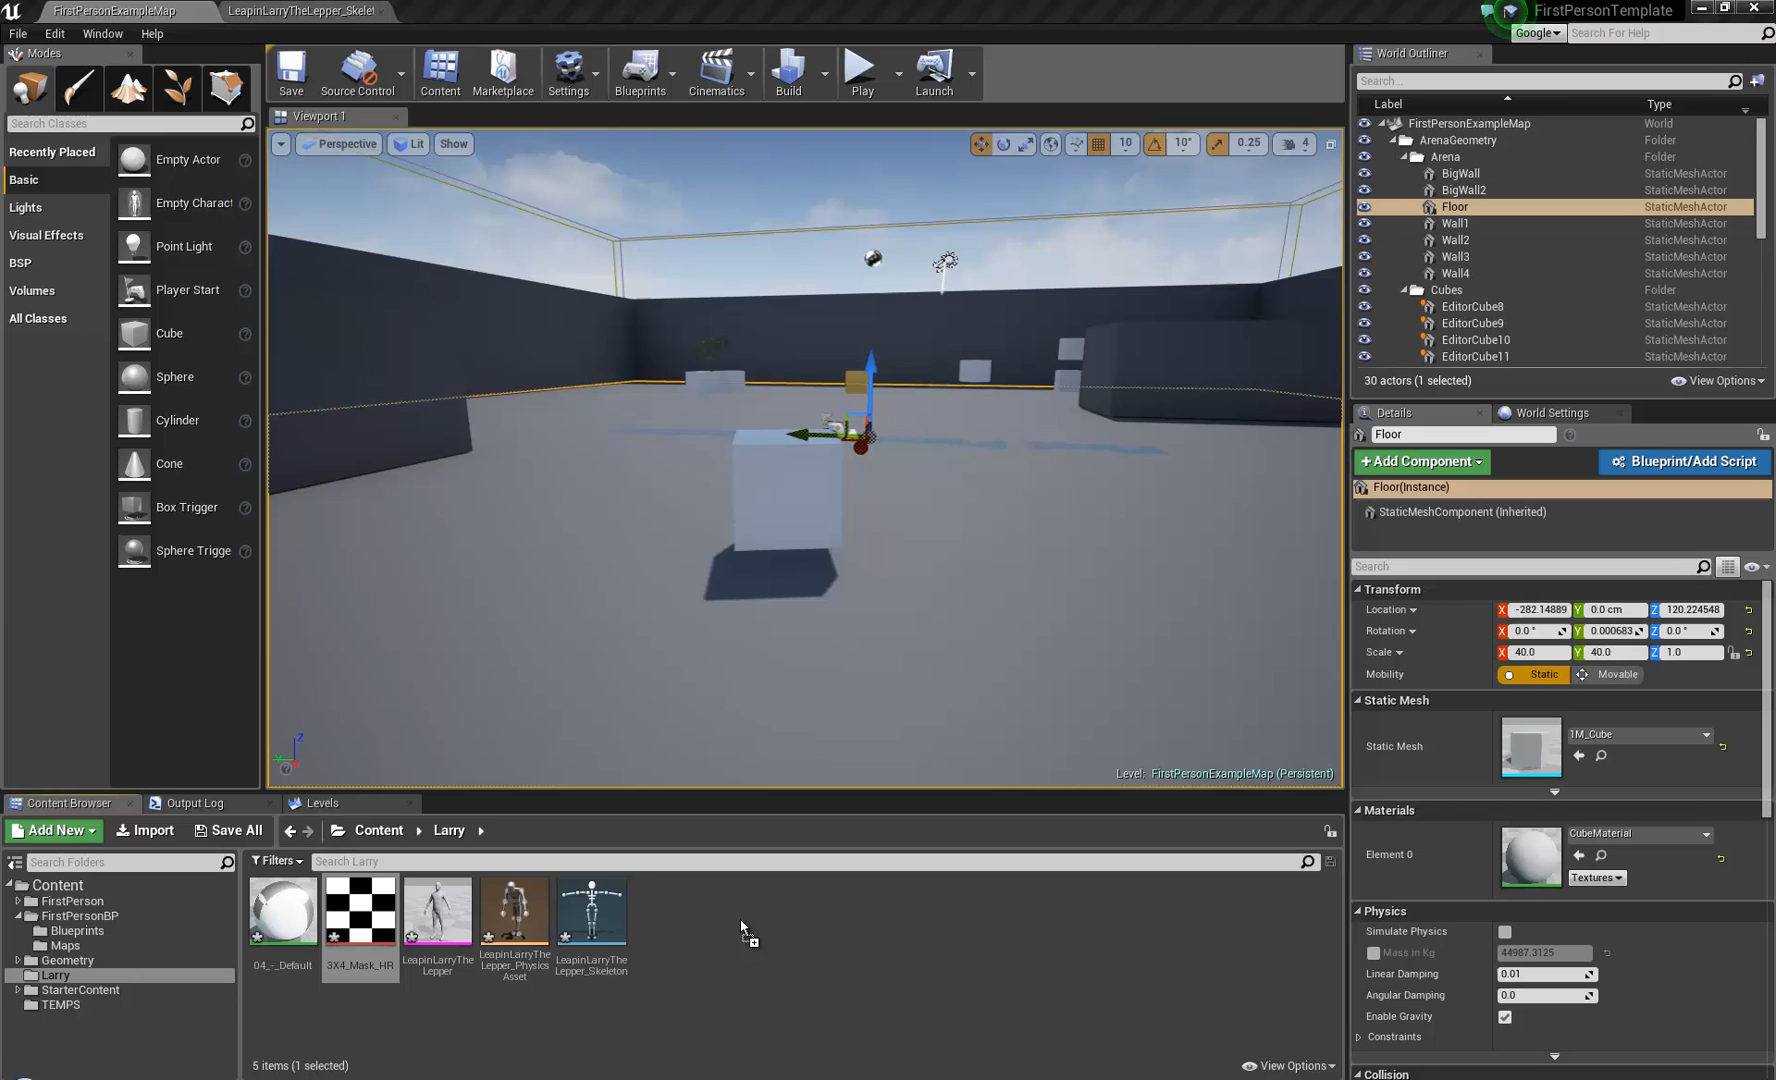 FirstPersonExampleMap
LeapinLarryTheLepper_Skelet
FirstPersonTemplate
File Edit Window Help
Google
Search For Help
Modes
Search Classes
Recently Placed
Basic
Lights
Visual Effects
BSP
Volumes
All Classes
Empty Actor
Empty Charact
Point Light
Player Start
Cube
Sphere
Cylinder
Cone
Box Trigger
Sphere Trigge
Save
Source Control
Content
Marketplace
Settings
Blueprints
Cinematics
Build
Play
Launch
Viewport 1
Perspective
Lit
Show
10
10°
0.25
4
Z
Level: FirstPersonExampleMap (Persistent)
World Outliner
Search...
Label Type
FirstPersonExampleMap World
ArenaGeometry Folder
Arena Folder
BigWall StaticMeshActor
BigWall2 StaticMeshActor
Floor StaticMeshActor
Wall1 StaticMeshActor
Wall2 StaticMeshActor
Wall3 StaticMeshActor
Wall4 StaticMeshActor
Cubes Folder
EditorCube8 StaticMeshActor
EditorCube9 StaticMeshActor
EditorCube10 StaticMeshActor
EditorCube11 StaticMeshActor
30 actors (1 selected)
View Options
Details
World Settings
Floor
+Add Component
Blueprint/Add Script
Floor(Instance)
StaticMeshComponent (Inherited)
Search
Transform
Location X -282.14889 Y 0.0 cm Z 120.224548
Rotation X 0.0 ° Y 0.000683 Z 0.0 °
Scale X 40.0 Y 40.0 Z 1.0
Mobility Static Movable
Static Mesh
Static Mesh
1M_Cube
Materials
Element 0
CubeMaterial
Textures
Physics
Simulate Physics
Mass in Kg 44987.3125
Linear Damping 0.01
Angular Damping 0.0
Enable Gravity
Constraints
Collision
Content Browser
Output Log
Levels
Add New
Import
Save All
Content
Larry
Search Folders
Filters
Search Larry
Content
FirstPerson
FirstPersonBP
Blueprints
Maps
Geometry
Larry
StarterContent
TEMPS
04_-_Default
3X4_Mask_HR
LeapinLarryThe
Lepper
LeapinLarryThe
Lepper_Physics
Asset
LeapinLarryThe
Lepper_Skeleton
5 items (1 selected)
View Options